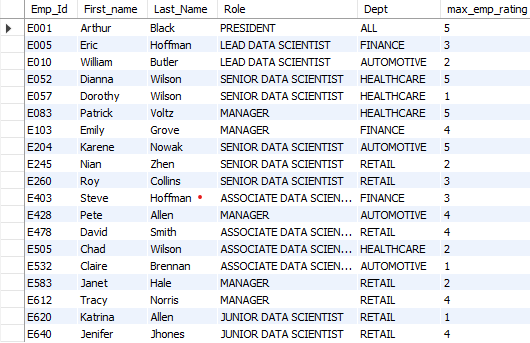 Emp_Id First_name Last_Name Role Dept max_emp_rating
E001 Arthur Black PRESIDENT ALL 5
E005 Eric Hoffman LEAD DATA SCIENTIST FINANCE 3
E010 William Butler LEAD DATA SCIENTIST AUTOMOTIVE 2
E052 Dianna Wilson SENIOR DATA SCIENTIST HEALTHCARE 5
E057 Dorothy Wilson SENIOR DATA SCIENTIST HEALTHCARE 1
E083 Patrick Voltz MANAGER HEALTHCARE 5
E103 Emily Grove MANAGER FINANCE 4
E204 Karene Nowak SENIOR DATA SCIENTIST AUTOMOTIVE 5
E245 Nian Zhen SENIOR DATA SCIENTIST RETAIL 2
E260 Roy Collins SENIOR DATA SCIENTIST RETAIL 3
E403 Steve Hoffman ASSOCIATE DATA SCIEN... FINANCE 3
E428 Pete Allen MANAGER AUTOMOTIVE 4
E478 David Smith ASSOCIATE DATA SCIEN... RETAIL 4
E505 Chad Wilson ASSOCIATE DATA SCIEN... HEALTHCARE 2
E532 Claire Brennan ASSOCIATE DATA SCIEN... AUTOMOTIVE 1
E583 Janet Hale MANAGER RETAIL 2
E612 Tracy Norris MANAGER RETAIL 4
E620 Katrina Allen JUNIOR DATA SCIENTIST RETAIL 1
E640 Jenifer Jhones JUNIOR DATA SCIENTIST RETAIL 4